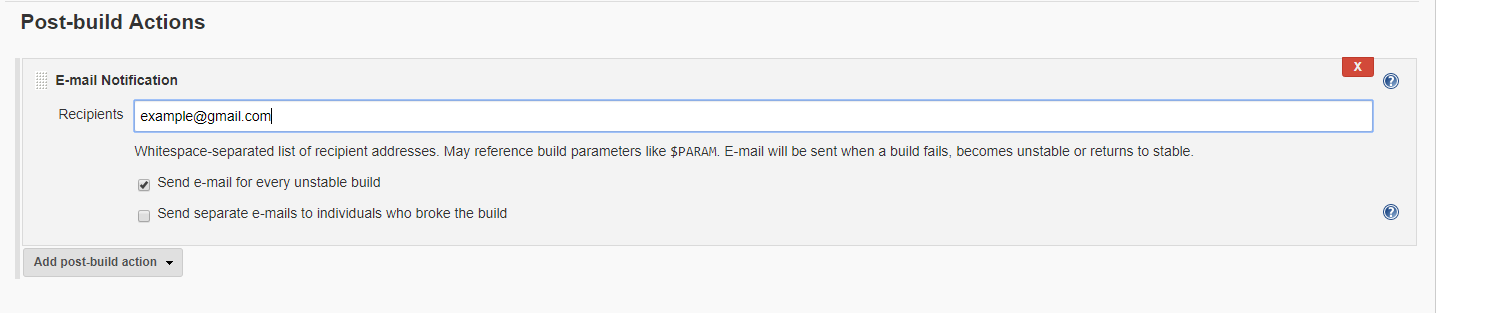 Post-build Actions
X
E-mail Notification
?
Recipients example@gmail.com
Whitespace-separated list of recipient addresses. May reference build parameters like $PARAM. E-mail will be sent when a build fails, becomes unstable or returns to stable.
Send e-mail for every unstable build
Send separate e-mails to individuals who broke the build
?
Add post-build action